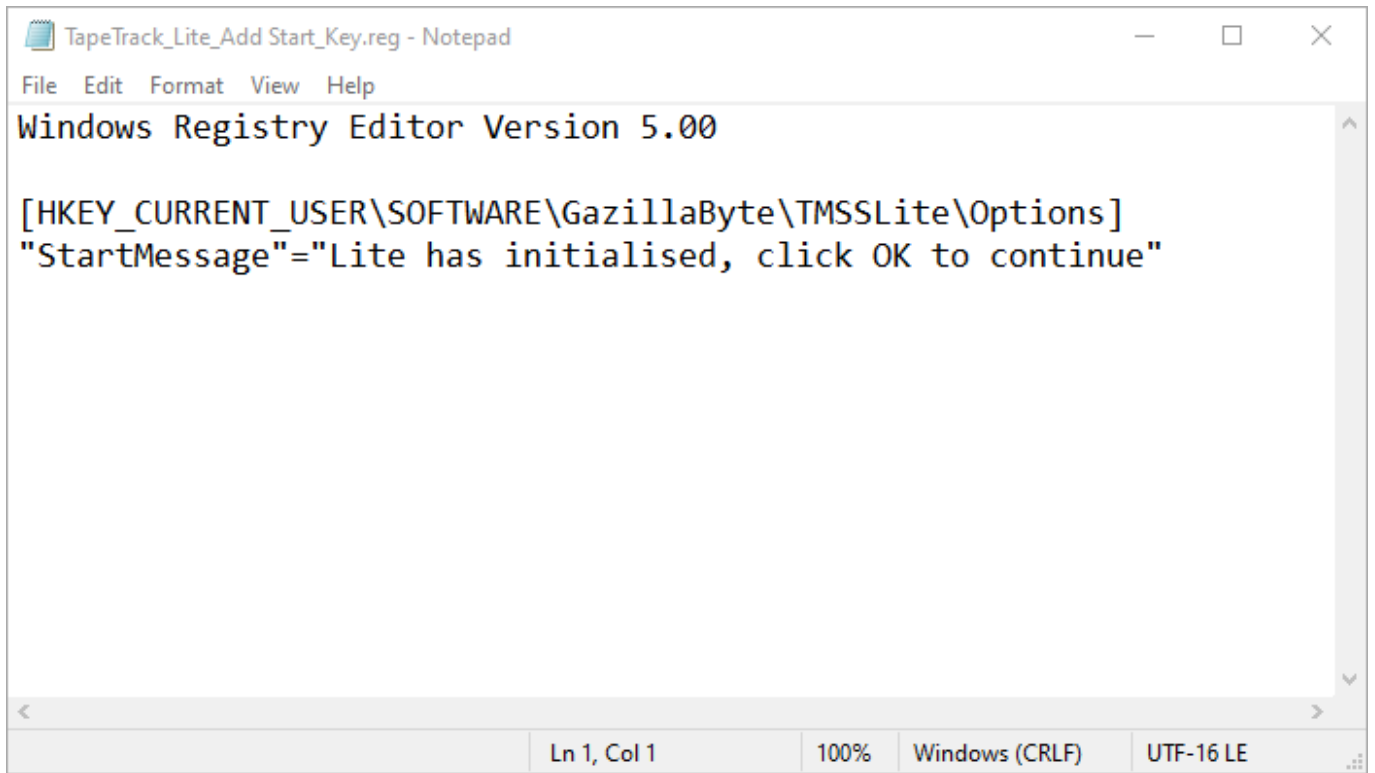 TapeTrack_Lite_Add Start_Key.reg - Notepad
File Edit Format View Help
Windows Registry Editor Version 5.00
[HKEY_CURRENT_USER\SOFTWARE\GazillaByte\TMSSLite\Options]
"StartMessage"="Lite has initialised, click OK to continue"
Ln 1, Col 1 100% Windows (CRLF) UTF-16 LE